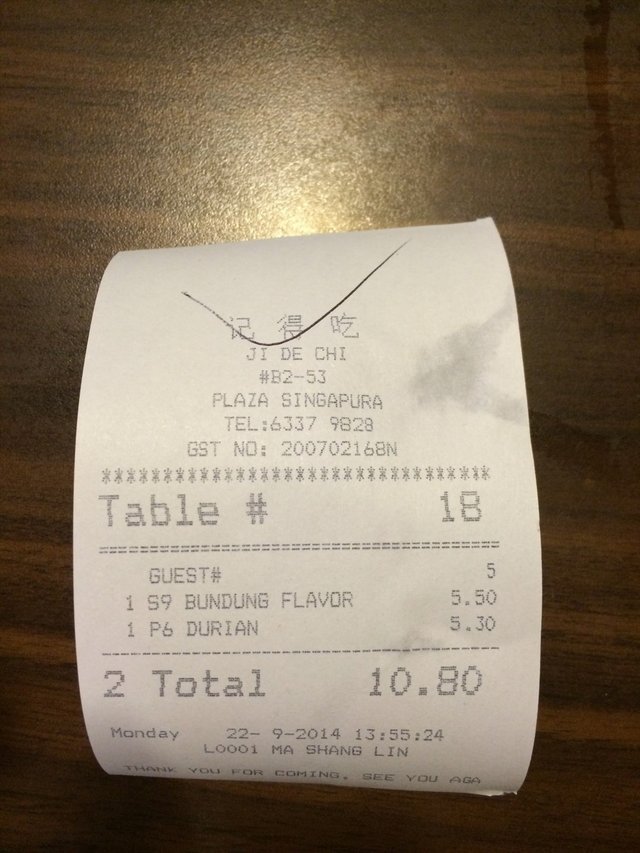 记得吃
JI DE CHI
#B2-53
PLAZA SINGAPURA
TEL:6337 9828
GST NO: 200702168N
*******************************
Table # 18
GUEST# 5
1 S9 BUNDUNG FLAVOR 5.50
1 P6 DURIAN 5.30
2 Total 10.80
Monday 22- 9-2014 13:55:24
L0001 MA SHANG LIN
THANK YOU FOR COMING. SEE YOU AGA